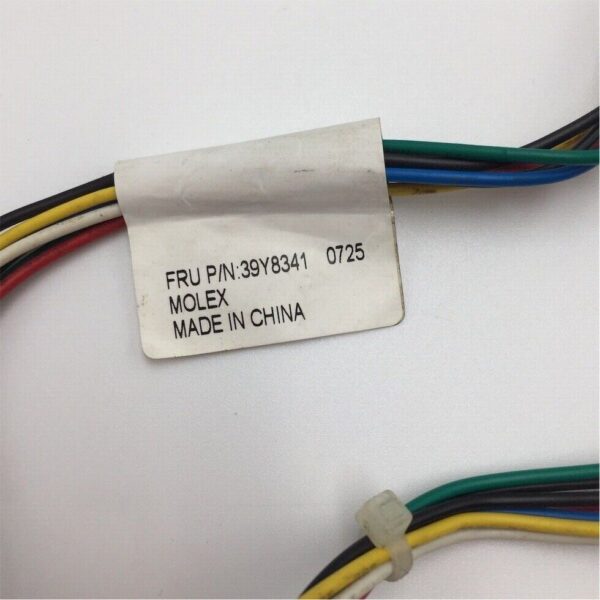 FRU P/N:39Y8341 0725
MOLEX
MADE IN CHINA